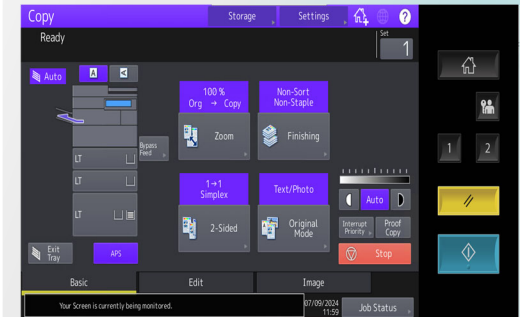 Copy
Storage
Settings
?
Ready
Set
1
Auto
A
A
100 %
Org → Copy
Zoom
Non-Sort
Non-Staple
Finishing
Bypass
Feed
LT
LT
LT
1→1
Simplex
2-Sided
Text/Photo
Original
Mode
Auto
Interrupt
Priority
Proof
Copy
Exit
Tray
APS
Stop
Basic
Edit
Image
Your Screen is currently being monitored.
07/09/2024
11:59
Job Status
1
2